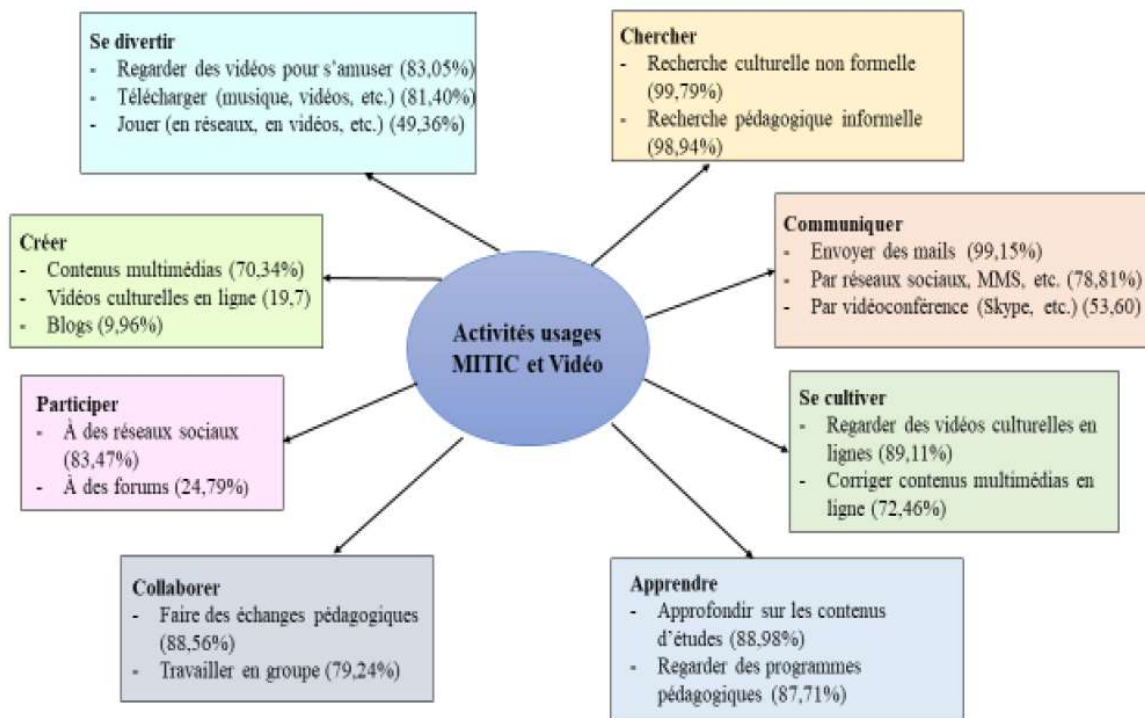 Se divertir
- Regarder des vidéos pour s’amuser (83,05%)
- Télécharger (musique, vidéos, etc.) (81,40%)
- Jouer (en réseaux, en vidéos, etc.) (49,36%)
Chercher
- Recherche culturelle non formelle
(99,79%)
- Recherche pédagogique informelle
(98,94%)
Créer
- Contenus multimédias (70,34%)
- Vidéos culturelles en ligne (19,7)
- Blogs (9,96%)
Communiquer
- Envoyer des mails (99,15%)
- Par réseaux sociaux, MMS, etc. (78,81%)
- Par vidéoconférence (Skype, etc.) (53,60)
Activités usages
MITIC et Vidéo
Participer
- À des réseaux sociaux
(83,47%)
- À des forums (24,79%)
Se cultiver
- Regarder des vidéos culturelles en
lignes (89,11%)
- Corriger contenus multimédias en
ligne (72,46%)
Collaborer
- Faire des échanges pédagogiques
(88,56%)
- Travailler en groupe (79,24%)
Apprendre
- Approfondir sur les contenus
d’études (88,98%)
- Regarder des programmes
pédagogiques (87,71%)